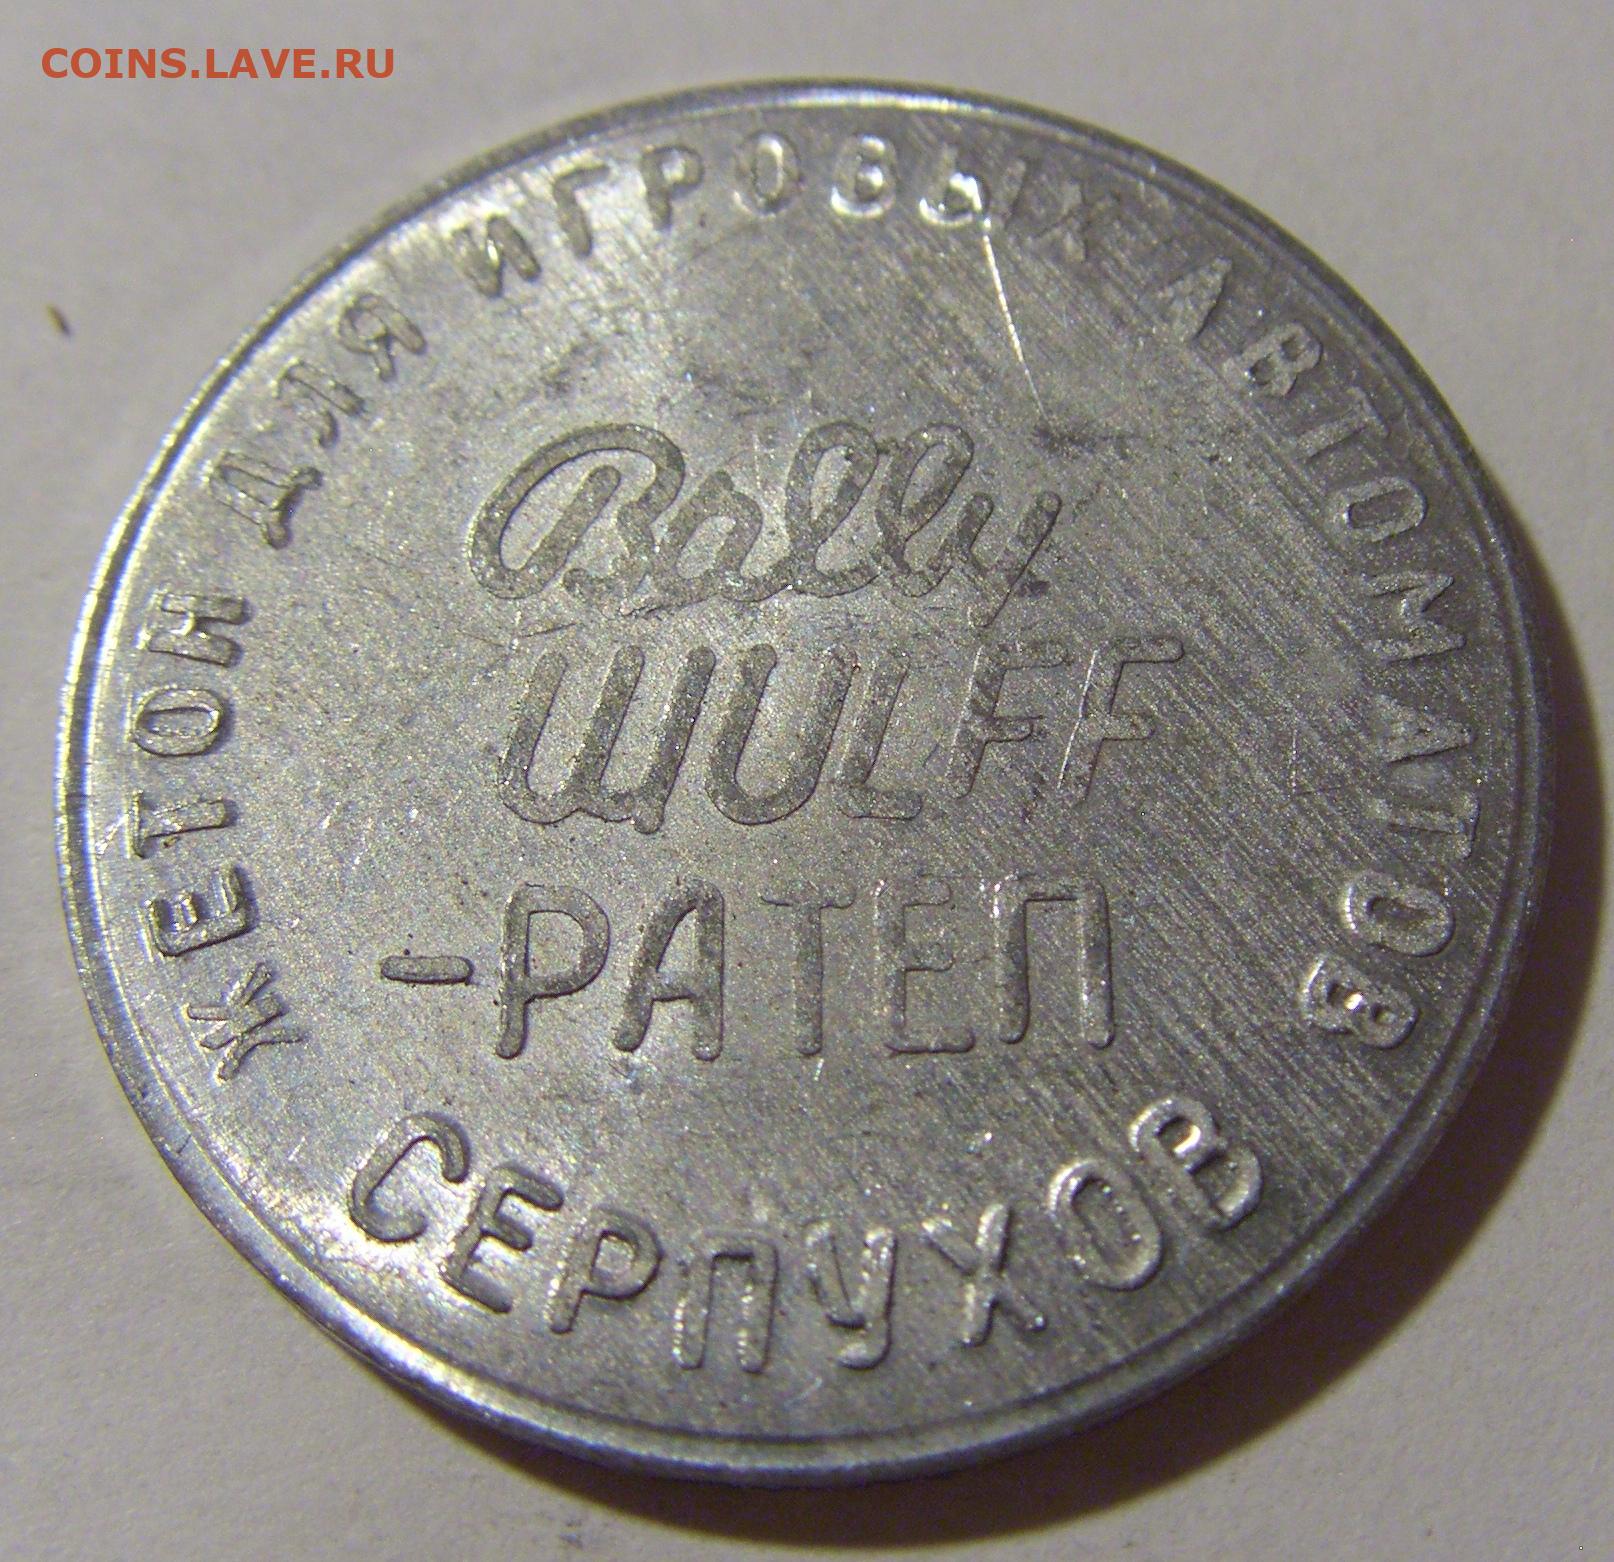 COINS.LAVE.RU
ЖЕТОН ДЛЯ ИГРОВЫХ АВТОМАТОВ
Bally
WULFF
-РАТЕП
СЕРПУХОВ